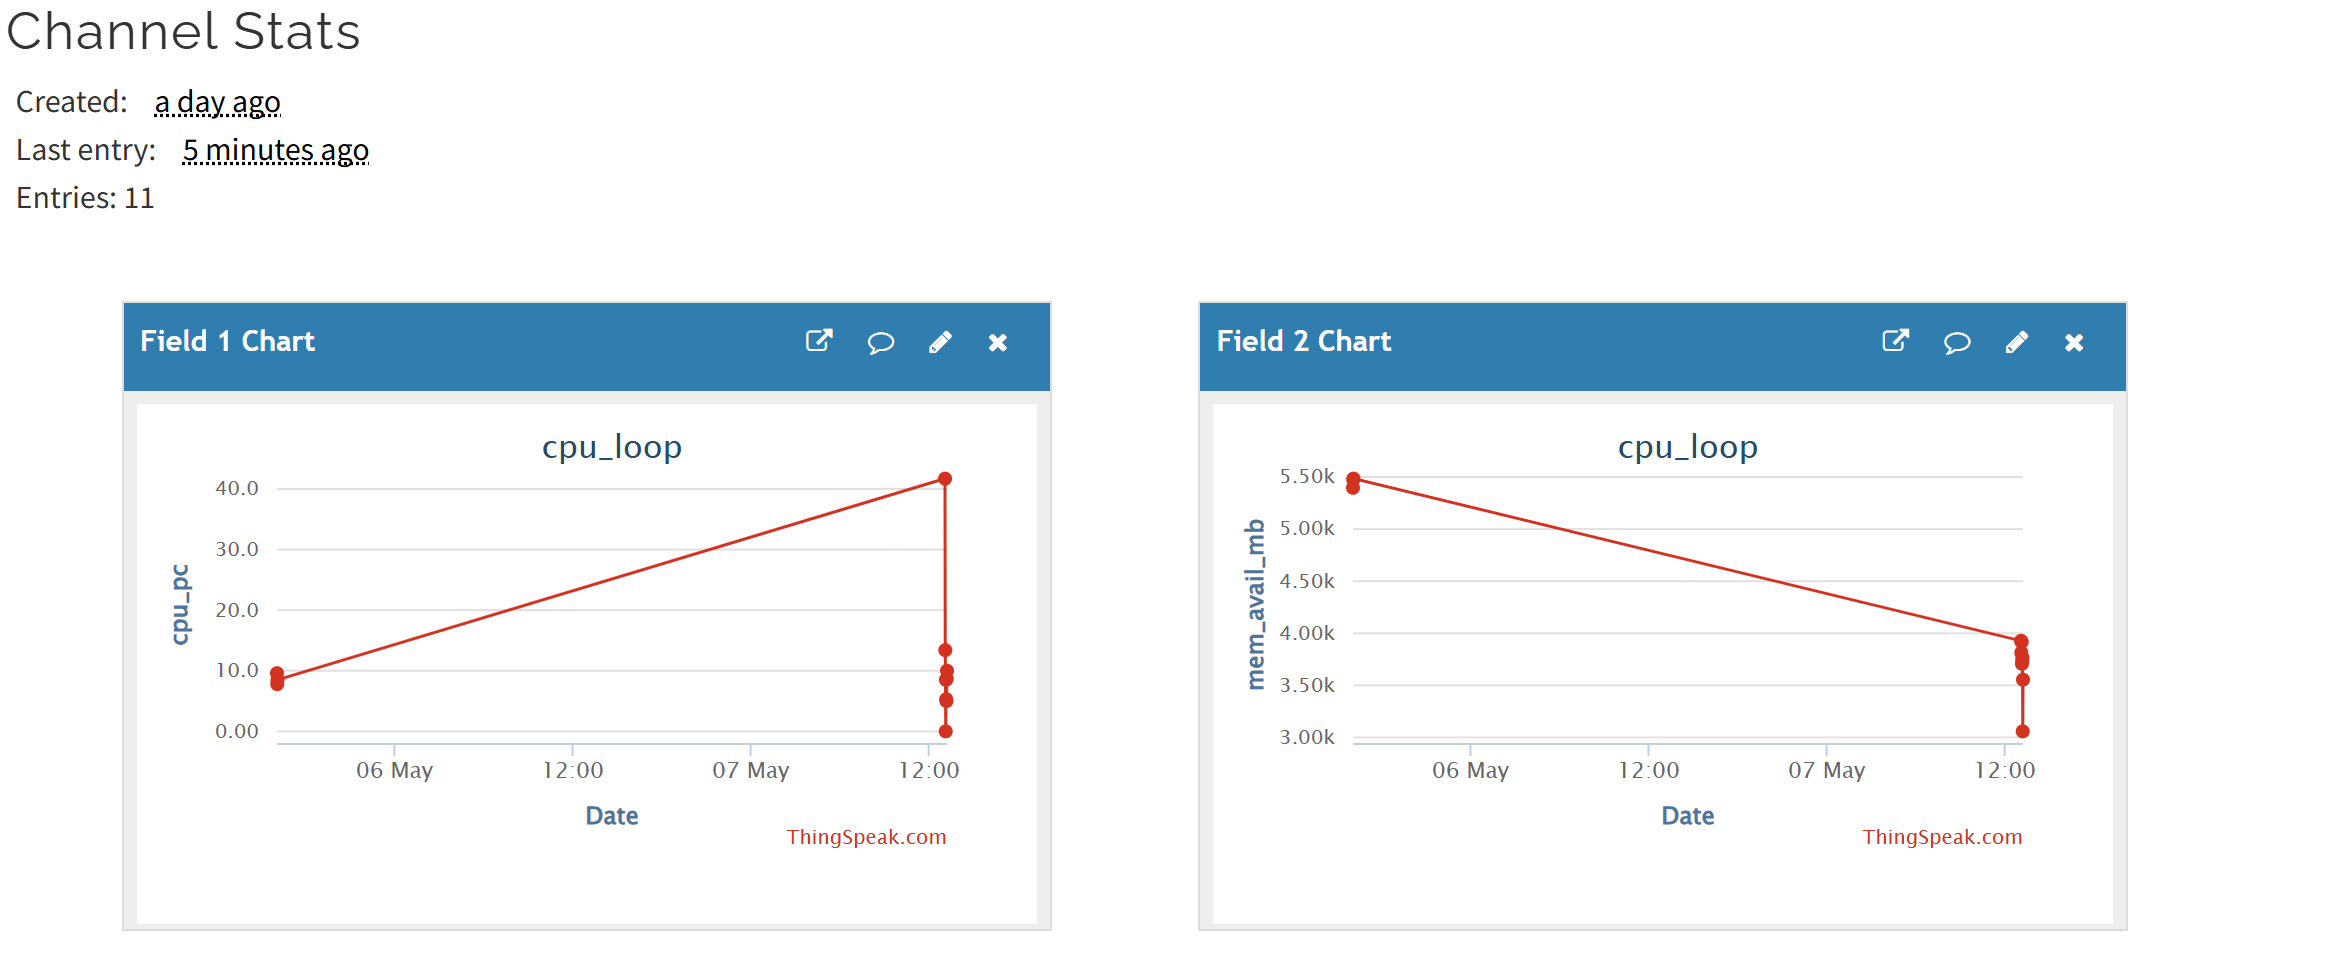 Channel Stats
Created: a day ago
Last entry: 5 minutes ago
Entries: 11
Field 1 Chart
cpu_loop
40.0
30.0
20.0
10.0
0.00
cpu_pc
06 May
12:00
07 May
12:00
Date
ThingSpeak.com
Field 2 Chart
cpu_loop
5.50k
5.00k
4.50k
4.00k
3.50k
3.00k
mem_avail_mb
06 May
12:00
07 May
12:00
Date
ThingSpeak.com